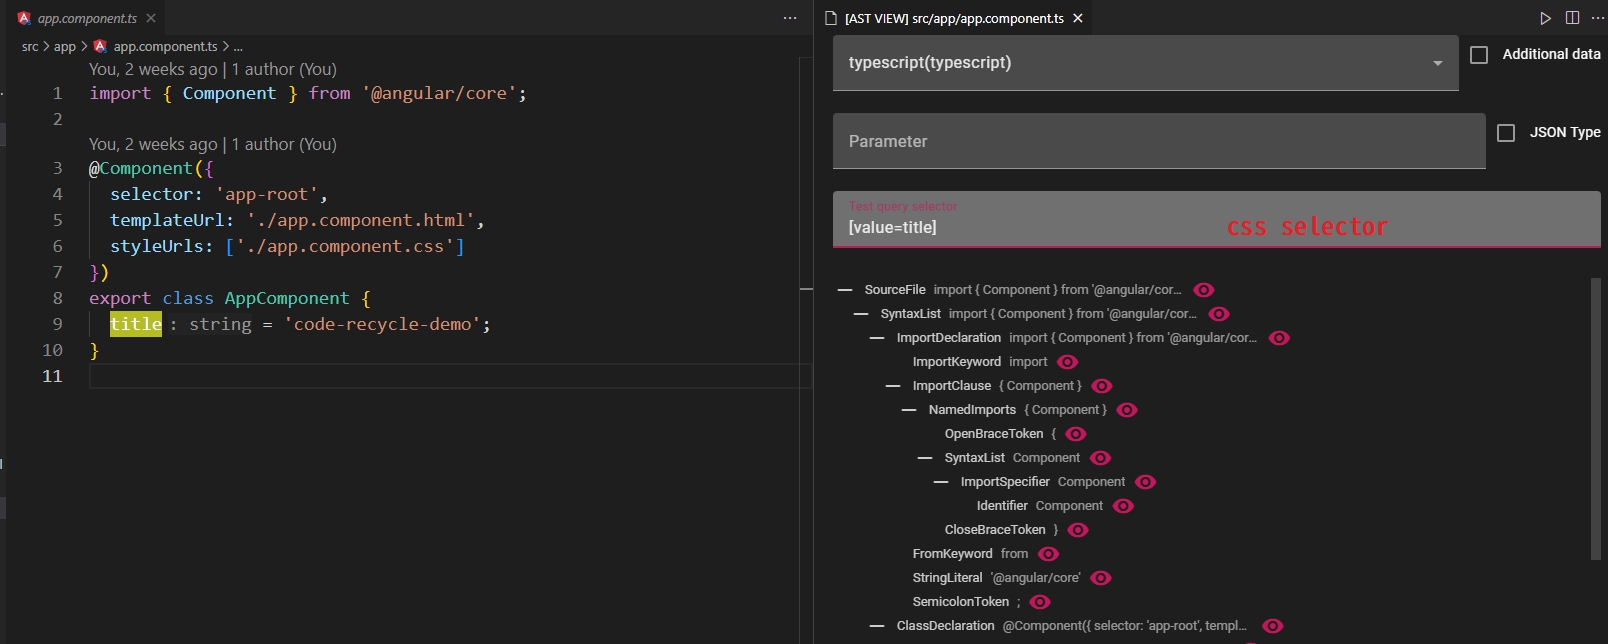 app.component.ts
src > app > app.component.ts > ...
You, 2 weeks ago | 1 author (You)
1 import { Component } from '@angular/core';
2
You, 2 weeks ago | 1 author (You)
3 @Component({
4 selector: 'app-root',
5 templateUrl: './app.component.html',
6 styleUrls: ['./app.component.css']
7 })
8 export class AppComponent {
9 title : string = 'code-recycle-demo';
10 }
11
[AST VIEW] src/app/app.component.ts
typescript(typescript)
Additional data
Parameter
JSON Type
Test query selector
[value=title]
css selector
SourceFile import { Component } from '@angular/cor...
SyntaxList import { Component } from '@angular/cor...
ImportDeclaration import { Component } from '@angular/cor...
ImportKeyword import
ImportClause { Component }
NamedImports { Component }
OpenBraceToken {
SyntaxList Component
ImportSpecifier Component
Identifier Component
CloseBraceToken }
FromKeyword from
StringLiteral '@angular/core'
SemicolonToken ;
ClassDeclaration @Component({ selector: 'app-root', templ...